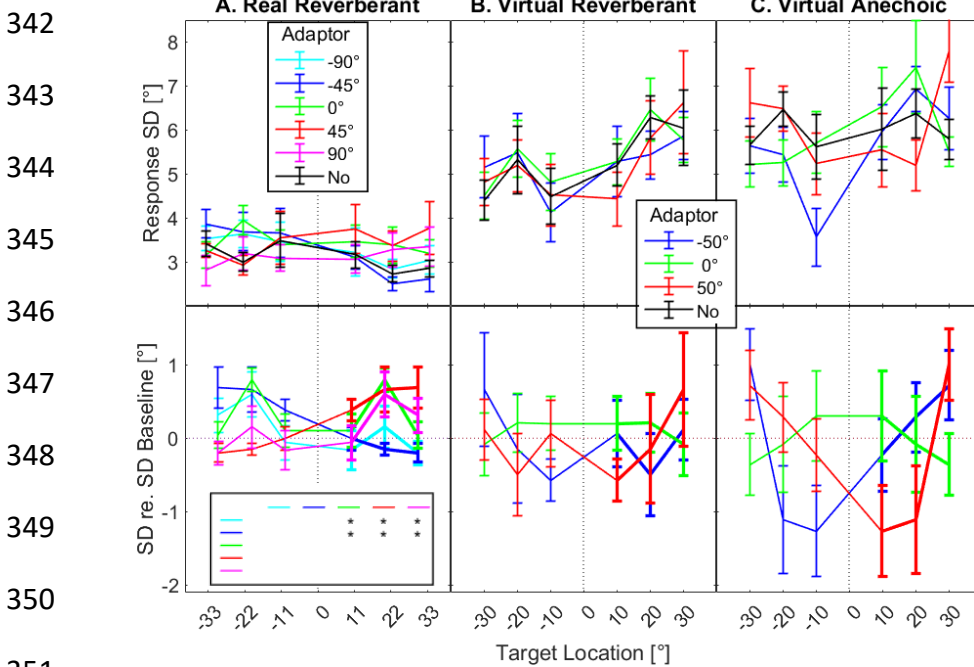 342
343
344
345
346
347
348
349
350
351
A. Real Reverberant
B. Virtual Reverberant
C. Virtual Anechoic
Response SD [°]
8
7
6
5
4
3
Adaptor
-90°
-45°
0°
45°
90°
No
Adaptor
-50°
0°
50°
No
SD re. SD Baseline [°]
1
0
-1
-2
* * *
* * *
-33 -22 -11 0 11 22 33
-30 -20 -10 0 10 20 30
-30 -20 -10 0 10 20 30
Target Location [°]